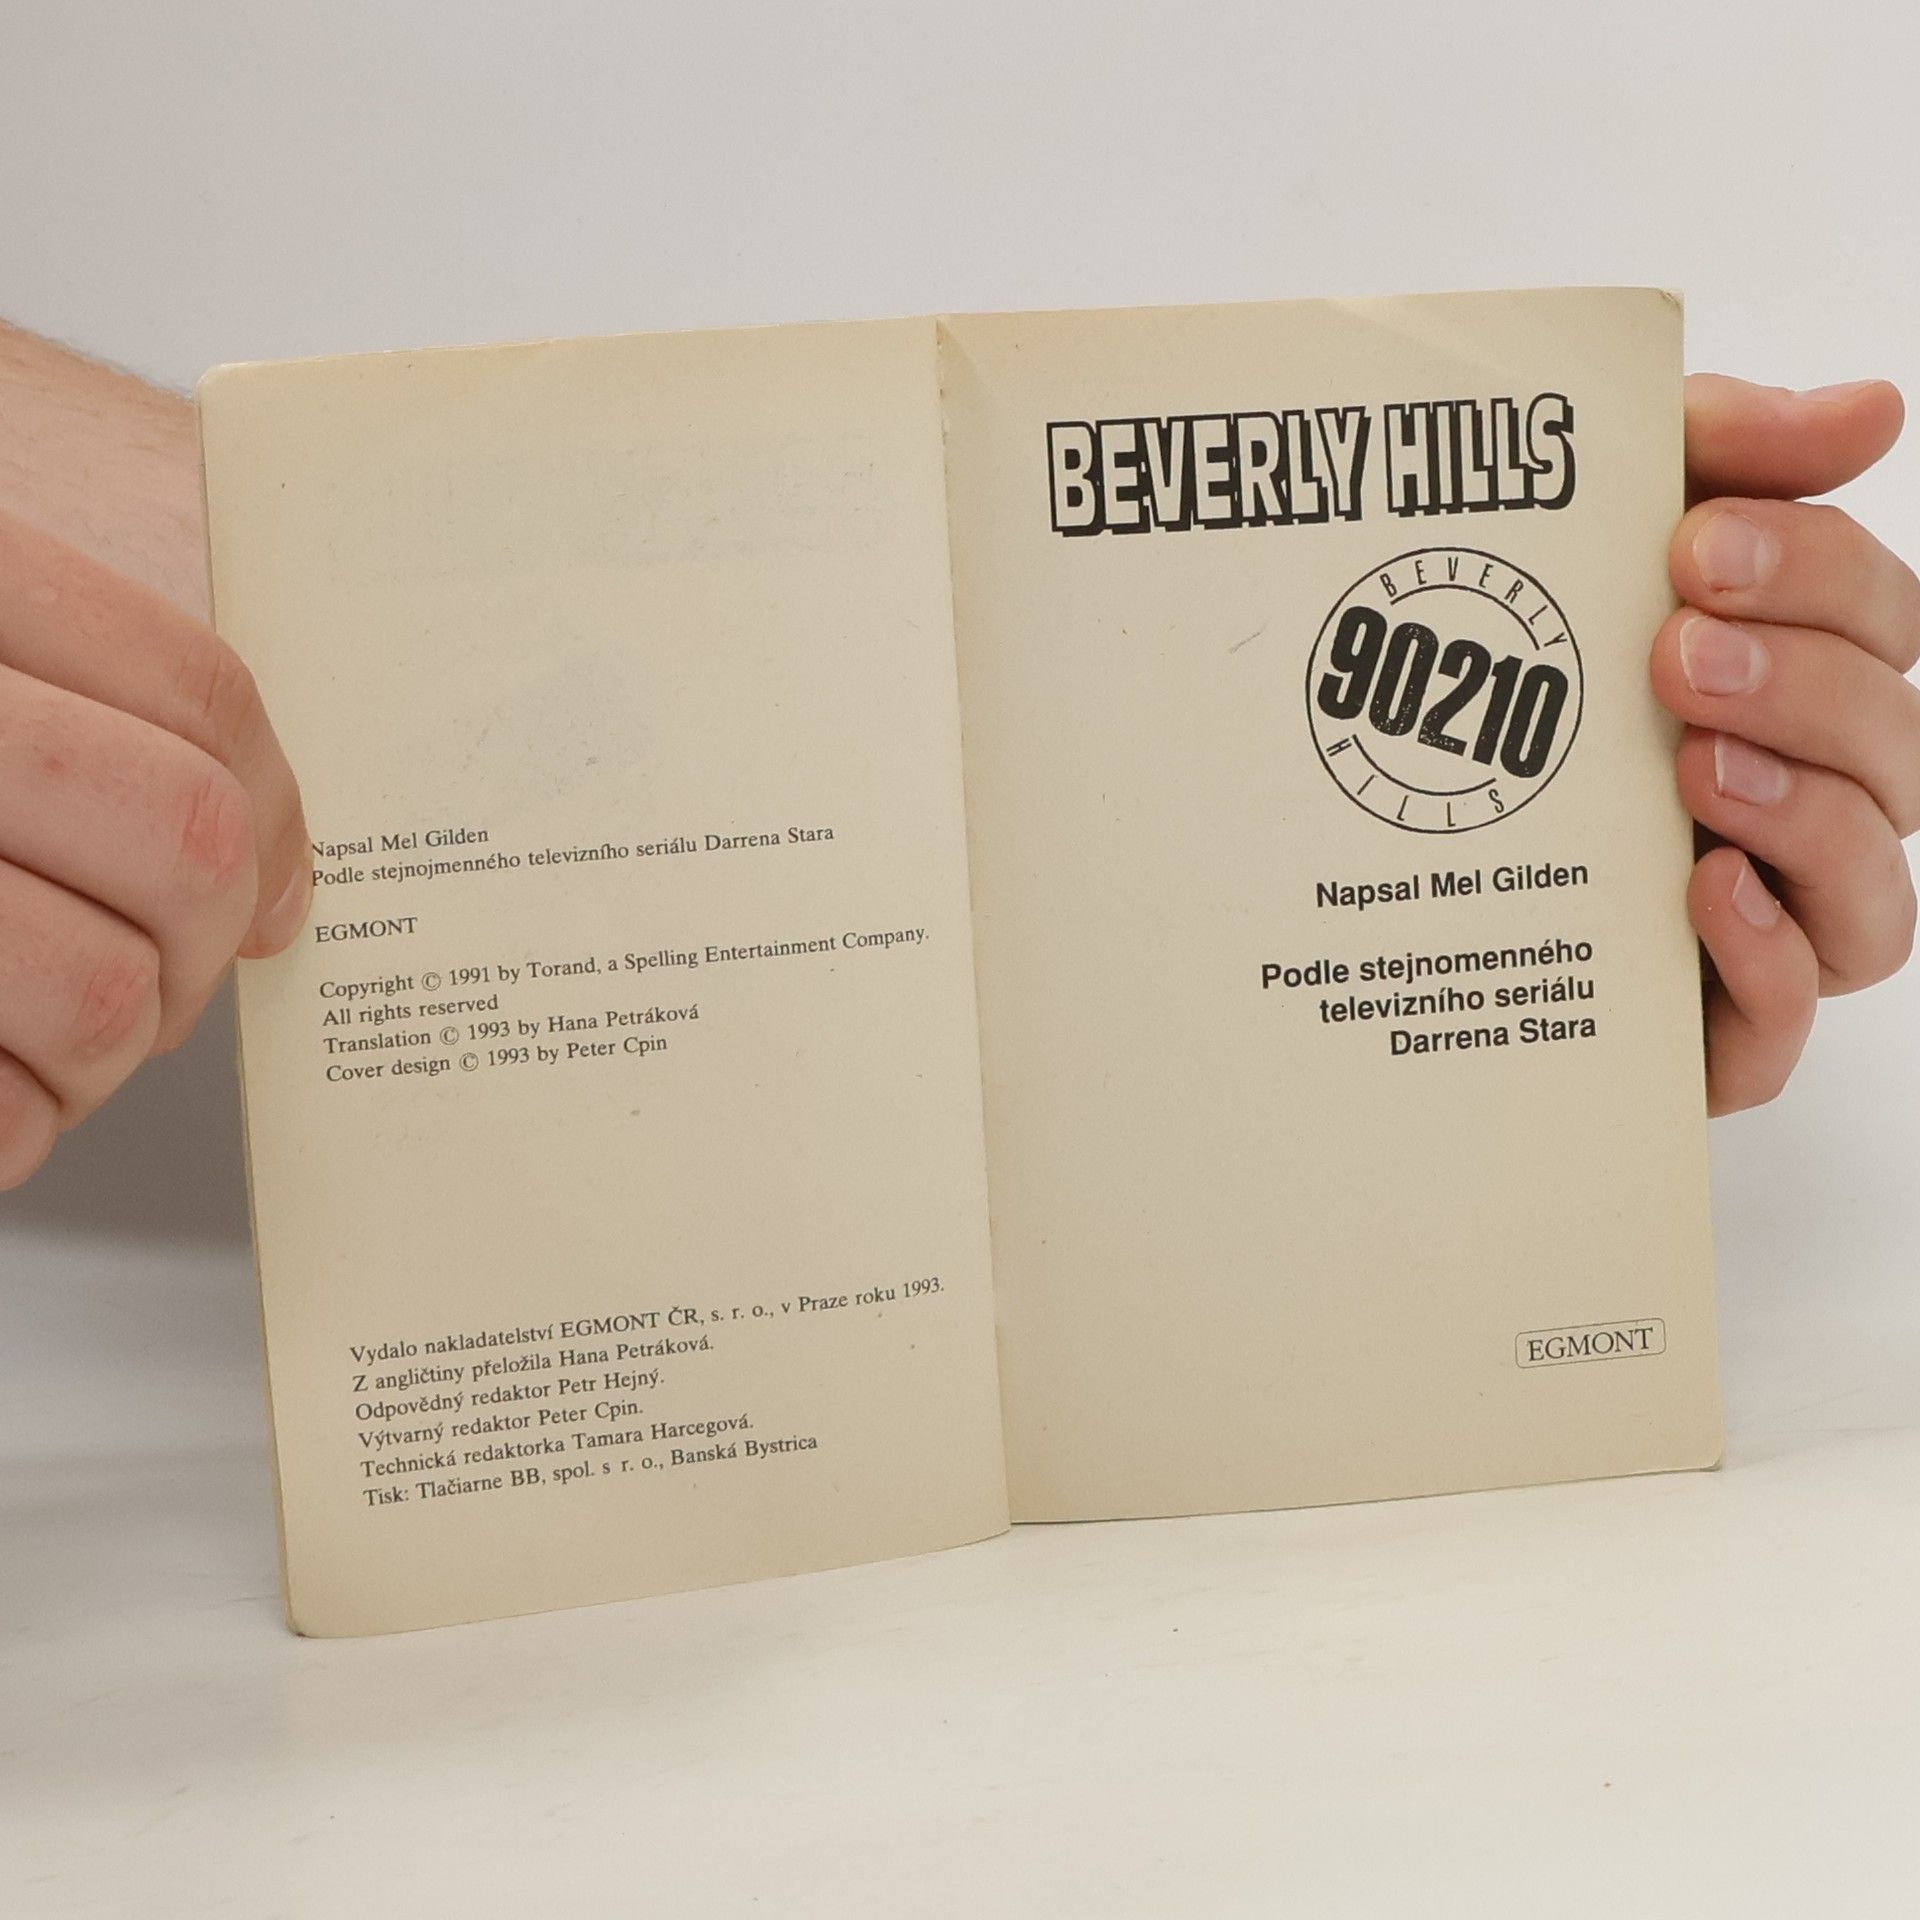 Napsal Mel Gilden
Podle stejnojmenného televizního seriálu Darrena Stara
EGMONT
Copyright © 1991 by Torand, a Spelling Entertainment Company.
All rights reserved
Translation © 1993 by Hana Petráková
Cover design © 1993 by Peter Cpin
Vydalo nakladatelství EGMONT ČR, s. r. o., v Praze roku 1993.
Z angličtiny přeložila Hana Petráková.
Odpovědný redaktor Petr Hejný.
Výtvarný redaktor Peter Cpin.
Technická redaktorka Tamara Harcegová.
Tisk: Tlačiarne BB, spol. s r. o., Banská Bystrica
BEVERLY HILLS
BEVERLY
90210
HILLS
Napsal Mel Gilden
Podle stejnomenného
televizního seriálu
Darrena Stara
EGMONT